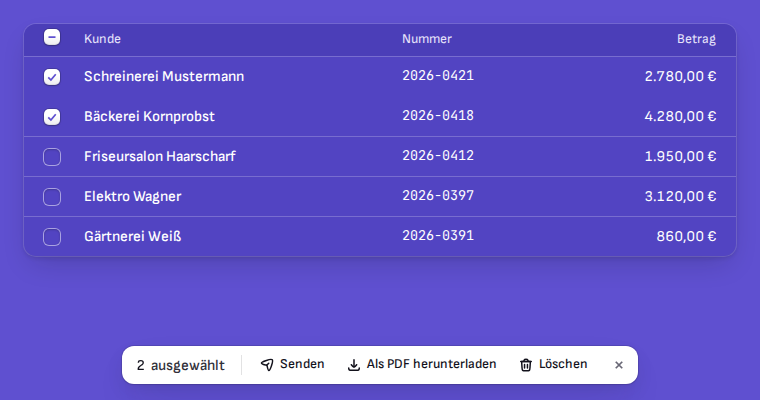 Kunde Nummer Betrag
Schreinerei Mustermann 2026-0421 2.780,00 €
Bäckerei Kornprobst 2026-0418 4.280,00 €
Friseursalon Haarscharf 2026-0412 1.950,00 €
Elektro Wagner 2026-0397 3.120,00 €
Gärtnerei Weiß 2026-0391 860,00 €
2 ausgewählt Senden Als PDF herunterladen Löschen